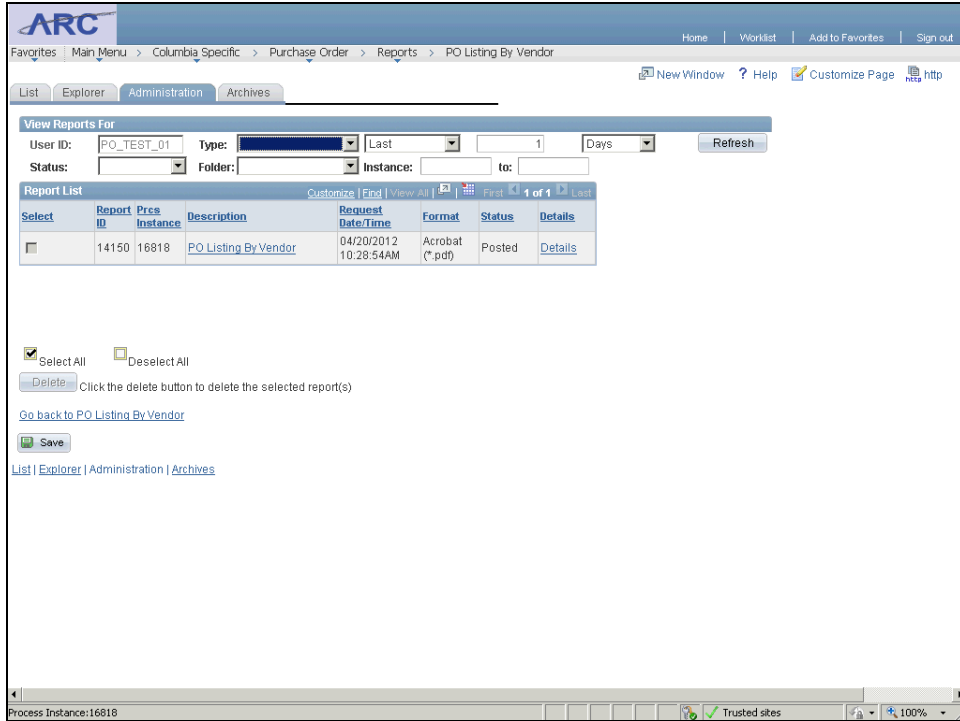 ARC
Home | Worklist | Add to Favorites | Sign out
Favorites Main Menu > Columbia Specific > Purchase Order > Reports > PO Listing By Vendor
New Window ? Help Customize Page http
List Explorer Administration Archives
View Reports For
User ID: PO_TEST_01 Type: Last 1 Days Refresh
Status: Folder: Instance: to:
Report List Customize | Find | View All | | First 1 of 1 Last
Select Report ID Prcs Instance Description Request Date/Time Format Status Details
14150 16818 PO Listing By Vendor 04/20/2012 10:28:54AM Acrobat (*.pdf) Posted Details
Select All Deselect All
Delete Click the delete button to delete the selected report(s)
Go back to PO Listing By Vendor
Save
List | Explorer | Administration | Archives
Process Instance:16818 Trusted sites 100%